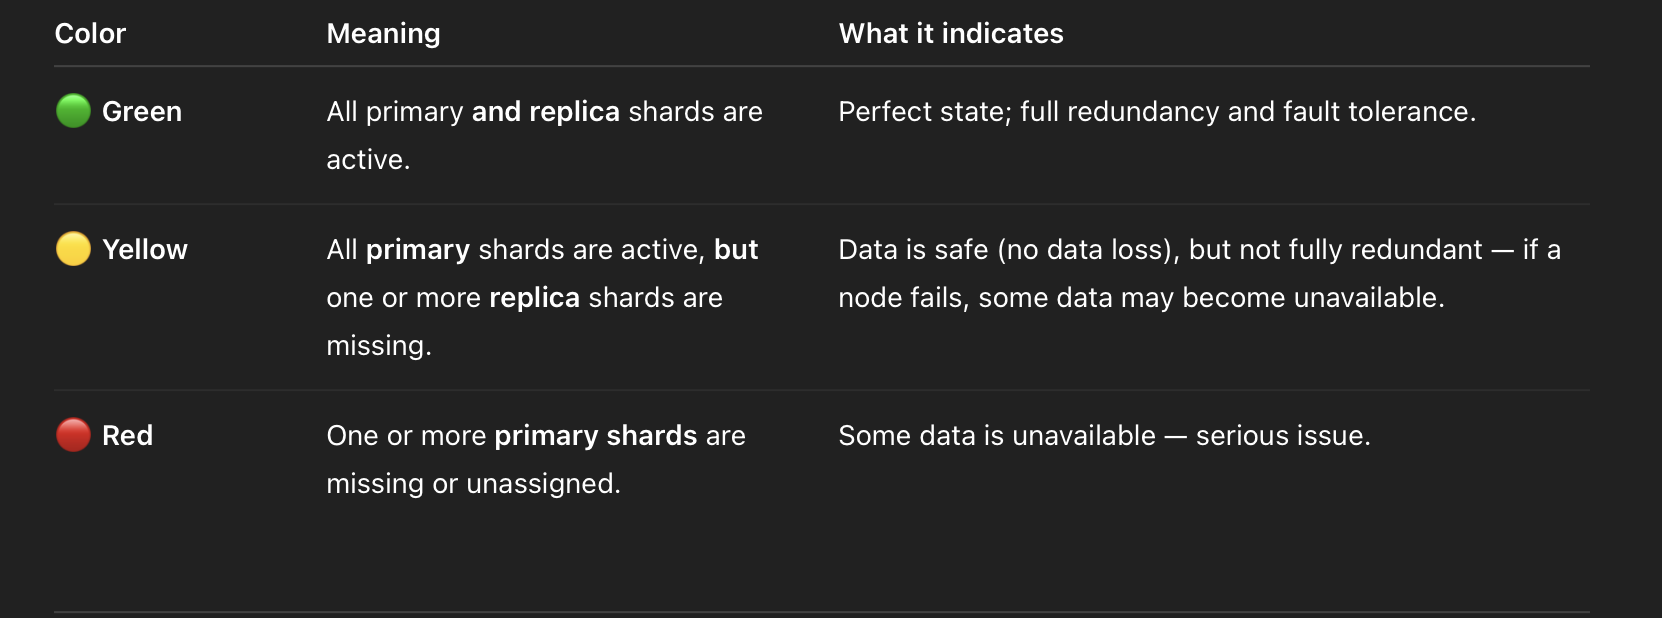 Color Meaning What it indicates
🟢 Green All primary and replica shards are Perfect state; full redundancy and fault tolerance.
active.
🟡 Yellow All primary shards are active, but Data is safe (no data loss), but not fully redundant — if a
one or more replica shards are node fails, some data may become unavailable.
missing.
🔴 Red One or more primary shards are Some data is unavailable — serious issue.
missing or unassigned.